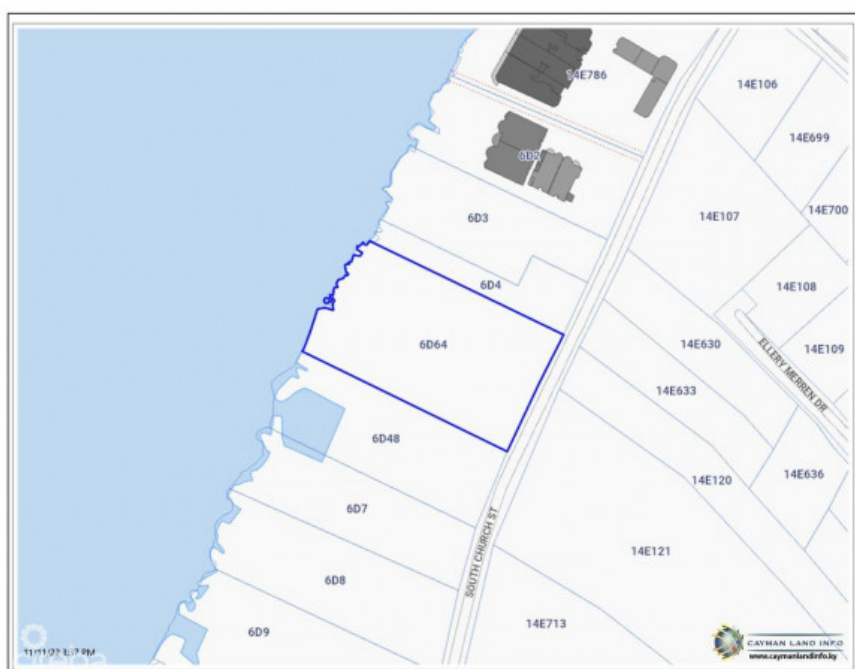 14E786
14E106
14E699
6D2
14E700
6D3
14E107
14E108
6D4
6D64
14E630
14E109
ELLERY MERREN DR
14E633
6D48
14E120
14E636
6D7
SOUTH CHURCH ST
14E121
6D8
14E713
6D9
CAYMAN LAND INFO
www.caymanlandinfo.ky